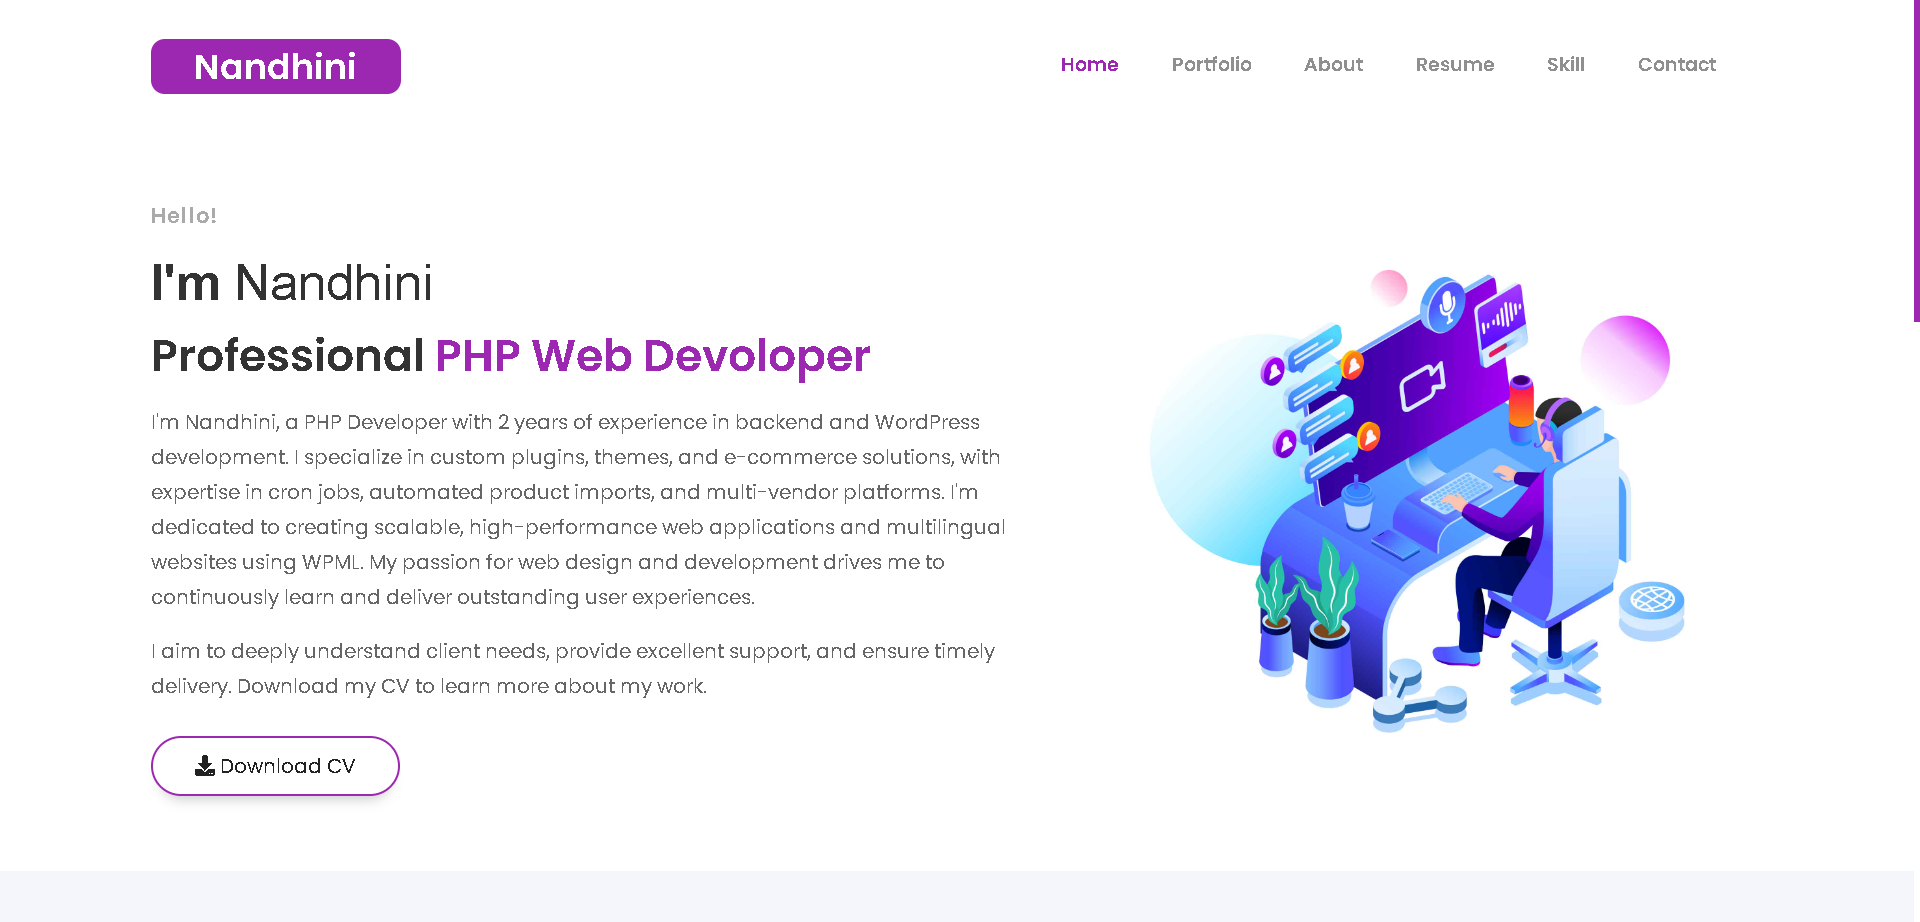 Nandhini
Home Portfolio About Resume Skill Contact
Hello!
I'm Nandhini
Professional PHP Web Devoloper
I'm Nandhini, a PHP Developer with 2 years of experience in backend and WordPress
development. I specialize in custom plugins, themes, and e-commerce solutions, with
expertise in cron jobs, automated product imports, and multi-vendor platforms. I'm
dedicated to creating scalable, high-performance web applications and multilingual
websites using WPML. My passion for web design and development drives me to
continuously learn and deliver outstanding user experiences.
I aim to deeply understand client needs, provide excellent support, and ensure timely
delivery. Download my CV to learn more about my work.
Download CV